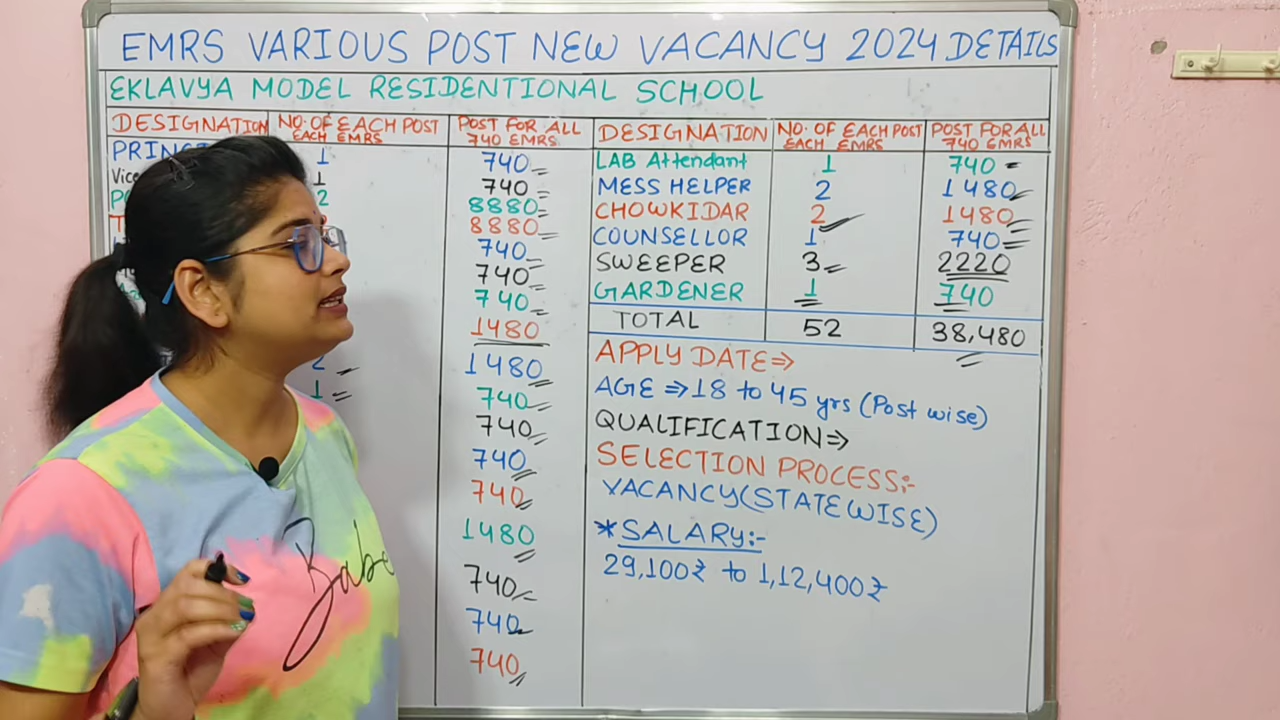 EMRS VARIOUS POST NEW VACANCY 2024 DETAILS
EKLAVYA MODEL RESIDENTIONAL SCHOOL
DESIGNATION NO. OF EACH POST EACH EMRS POST FOR ALL 740 EMRS
1 740
Vice 1 740
2 8880
8880
740
740
740
1480
2 1480
1 740
740
740
740
1480
740
740
740
DESIGNATION NO. OF EACH POST EACH EMRS POST FOR ALL 740 EMRS
LAB Attendant 1 740
MESS HELPER 2 1480
CHOWKIDAR 2 1480
COUNSELLOR 1 740
SWEEPER 3 2220
GARDENER 1 740
TOTAL 52 38,480
APPLY DATE⇒
AGE ⇒ 18 to 45 yrs (Post wise)
QUALIFICATION⇒
SELECTION PROCESS:-
VACANCY(STATEWISE)
*SALARY:-
29,100₹ to 1,12,400₹
Babe